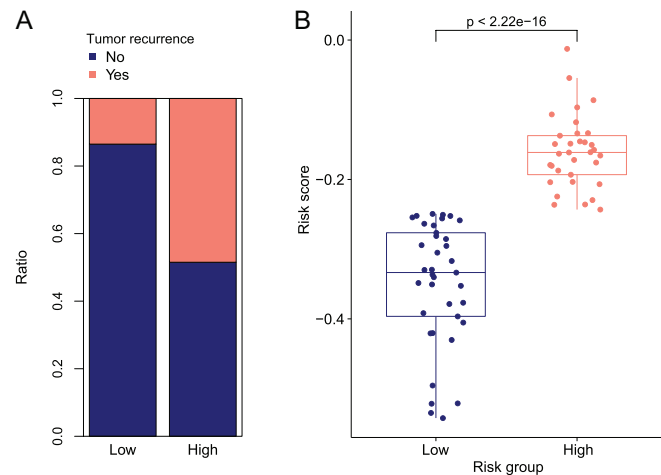 A
Tumor recurrence
No
Yes
Ratio
1.0
0.8
0.6
0.4
0.2
0.0
Low
High
B
p < 2.22e−16
Risk score
0.0
−0.2
−0.4
Low
High
Risk group